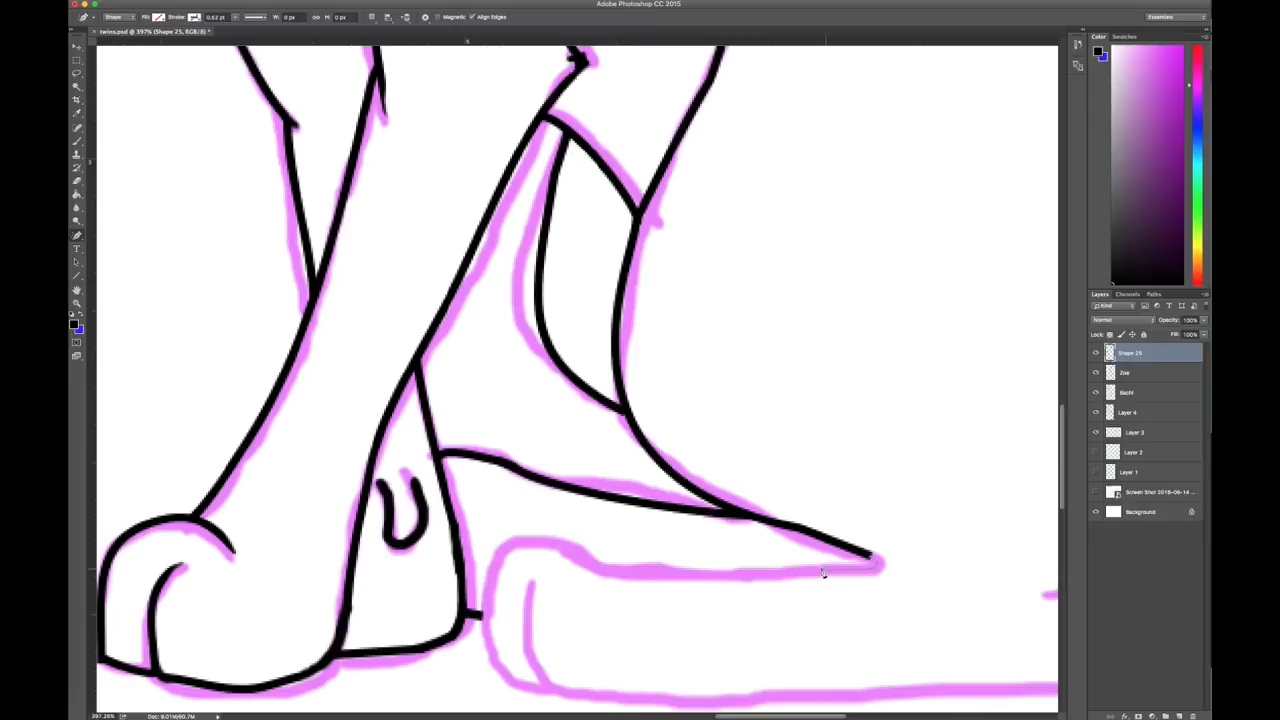 Adobe Photoshop CC 2015
Shape Fill: Stroke: 0.62 pt W: 0 px H: 0 px Magnetic Align Edges Essentials
twins.psd @ 397% (Shape 25, RGB/8) *
Color Swatches
Layers Channels Paths
Kind
Normal Opacity: 100%
Lock: Fill: 100%
Shape 25
Zoe
Sachi
Layer 4
Layer 3
Layer 2
Layer 1
Screen Shot 2016-09-14 ...
Background
397.26% Doc: 9.01M/60.7M